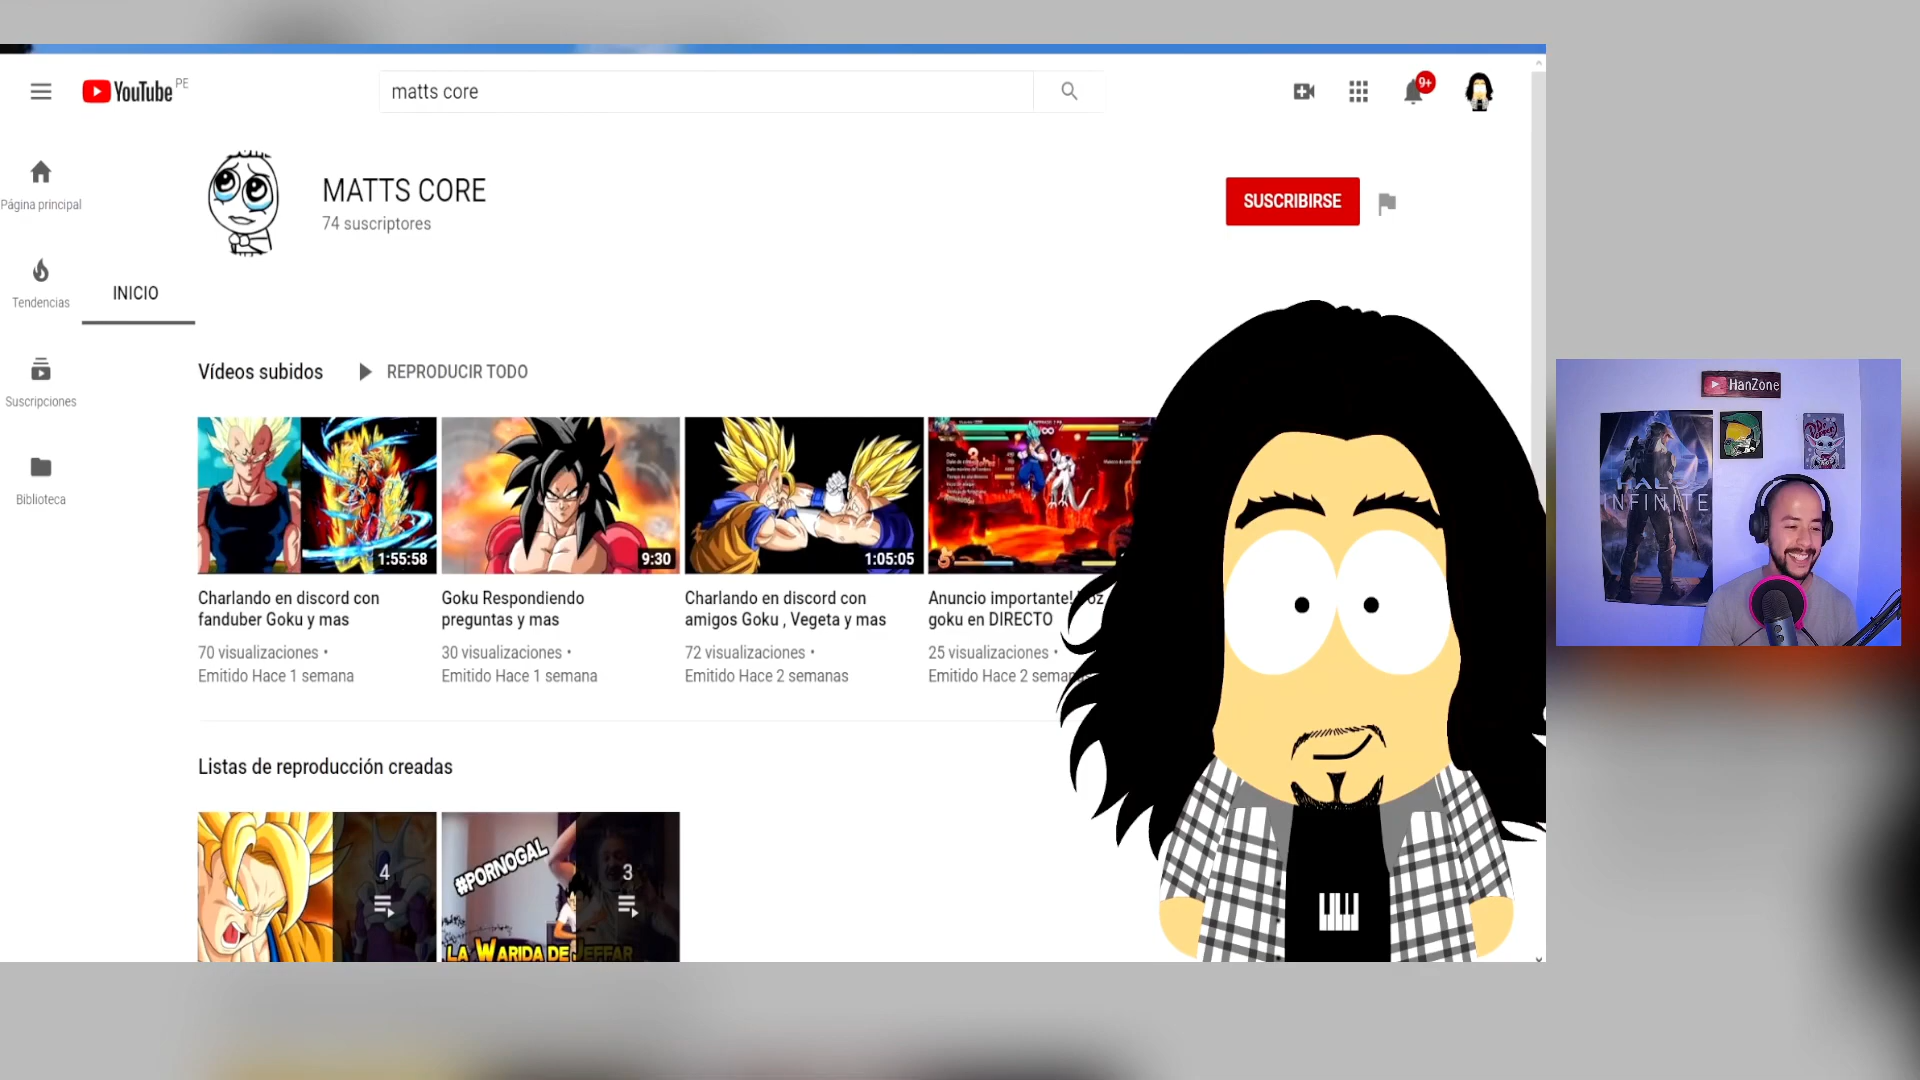 YouTube PE
matts core
9+
MATTS CORE
74 suscriptores
SUSCRIBIRSE
Página principal
Tendencias
Suscripciones
Biblioteca
INICIO
Vídeos subidos
REPRODUCIR TODO
1:55:58
9:30
1:05:05
Charlando en discord con
fanduber Goku y mas
70 visualizaciones •
Emitido Hace 1 semana
Goku Respondiendo
preguntas y mas
30 visualizaciones •
Emitido Hace 1 semana
Charlando en discord con
amigos Goku , Vegeta y mas
72 visualizaciones •
Emitido Hace 2 semanas
Anuncio importante!
goku en DIRECTO
25 visualizaciones •
Emitido Hace 2
Listas de reproducción creadas
4
#PORNOGAL
3
LA WARIDA DE JEFFAR
HanZone
HALO
INFINITE